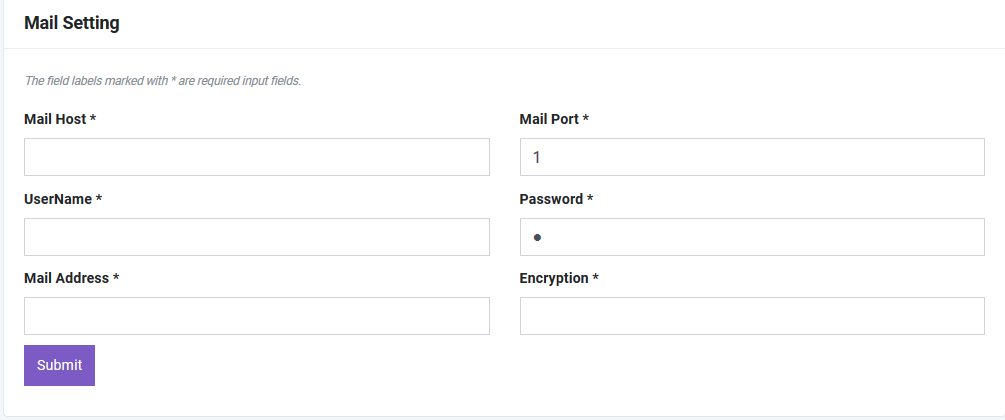 Mail Setting
The field labels marked with * are required input fields.
Mail Host *
Mail Port *
1
UserName *
Password *
●
Mail Address *
Encryption *
Submit